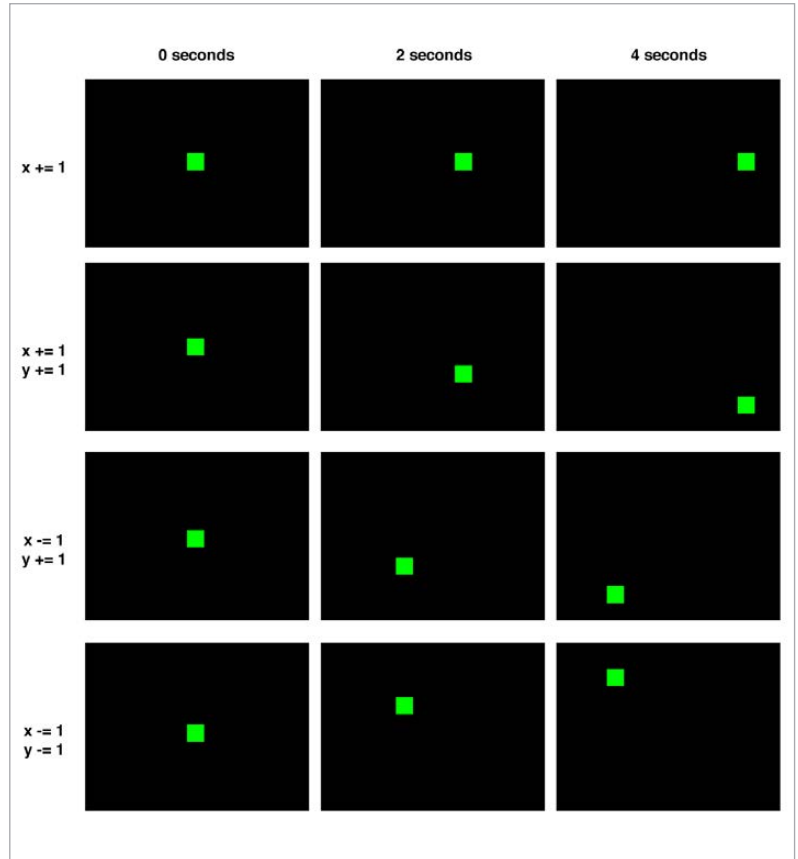 0 seconds
2 seconds
4 seconds
x += 1
x += 1
y += 1
x -= 1
y += 1
x -= 1
y -= 1